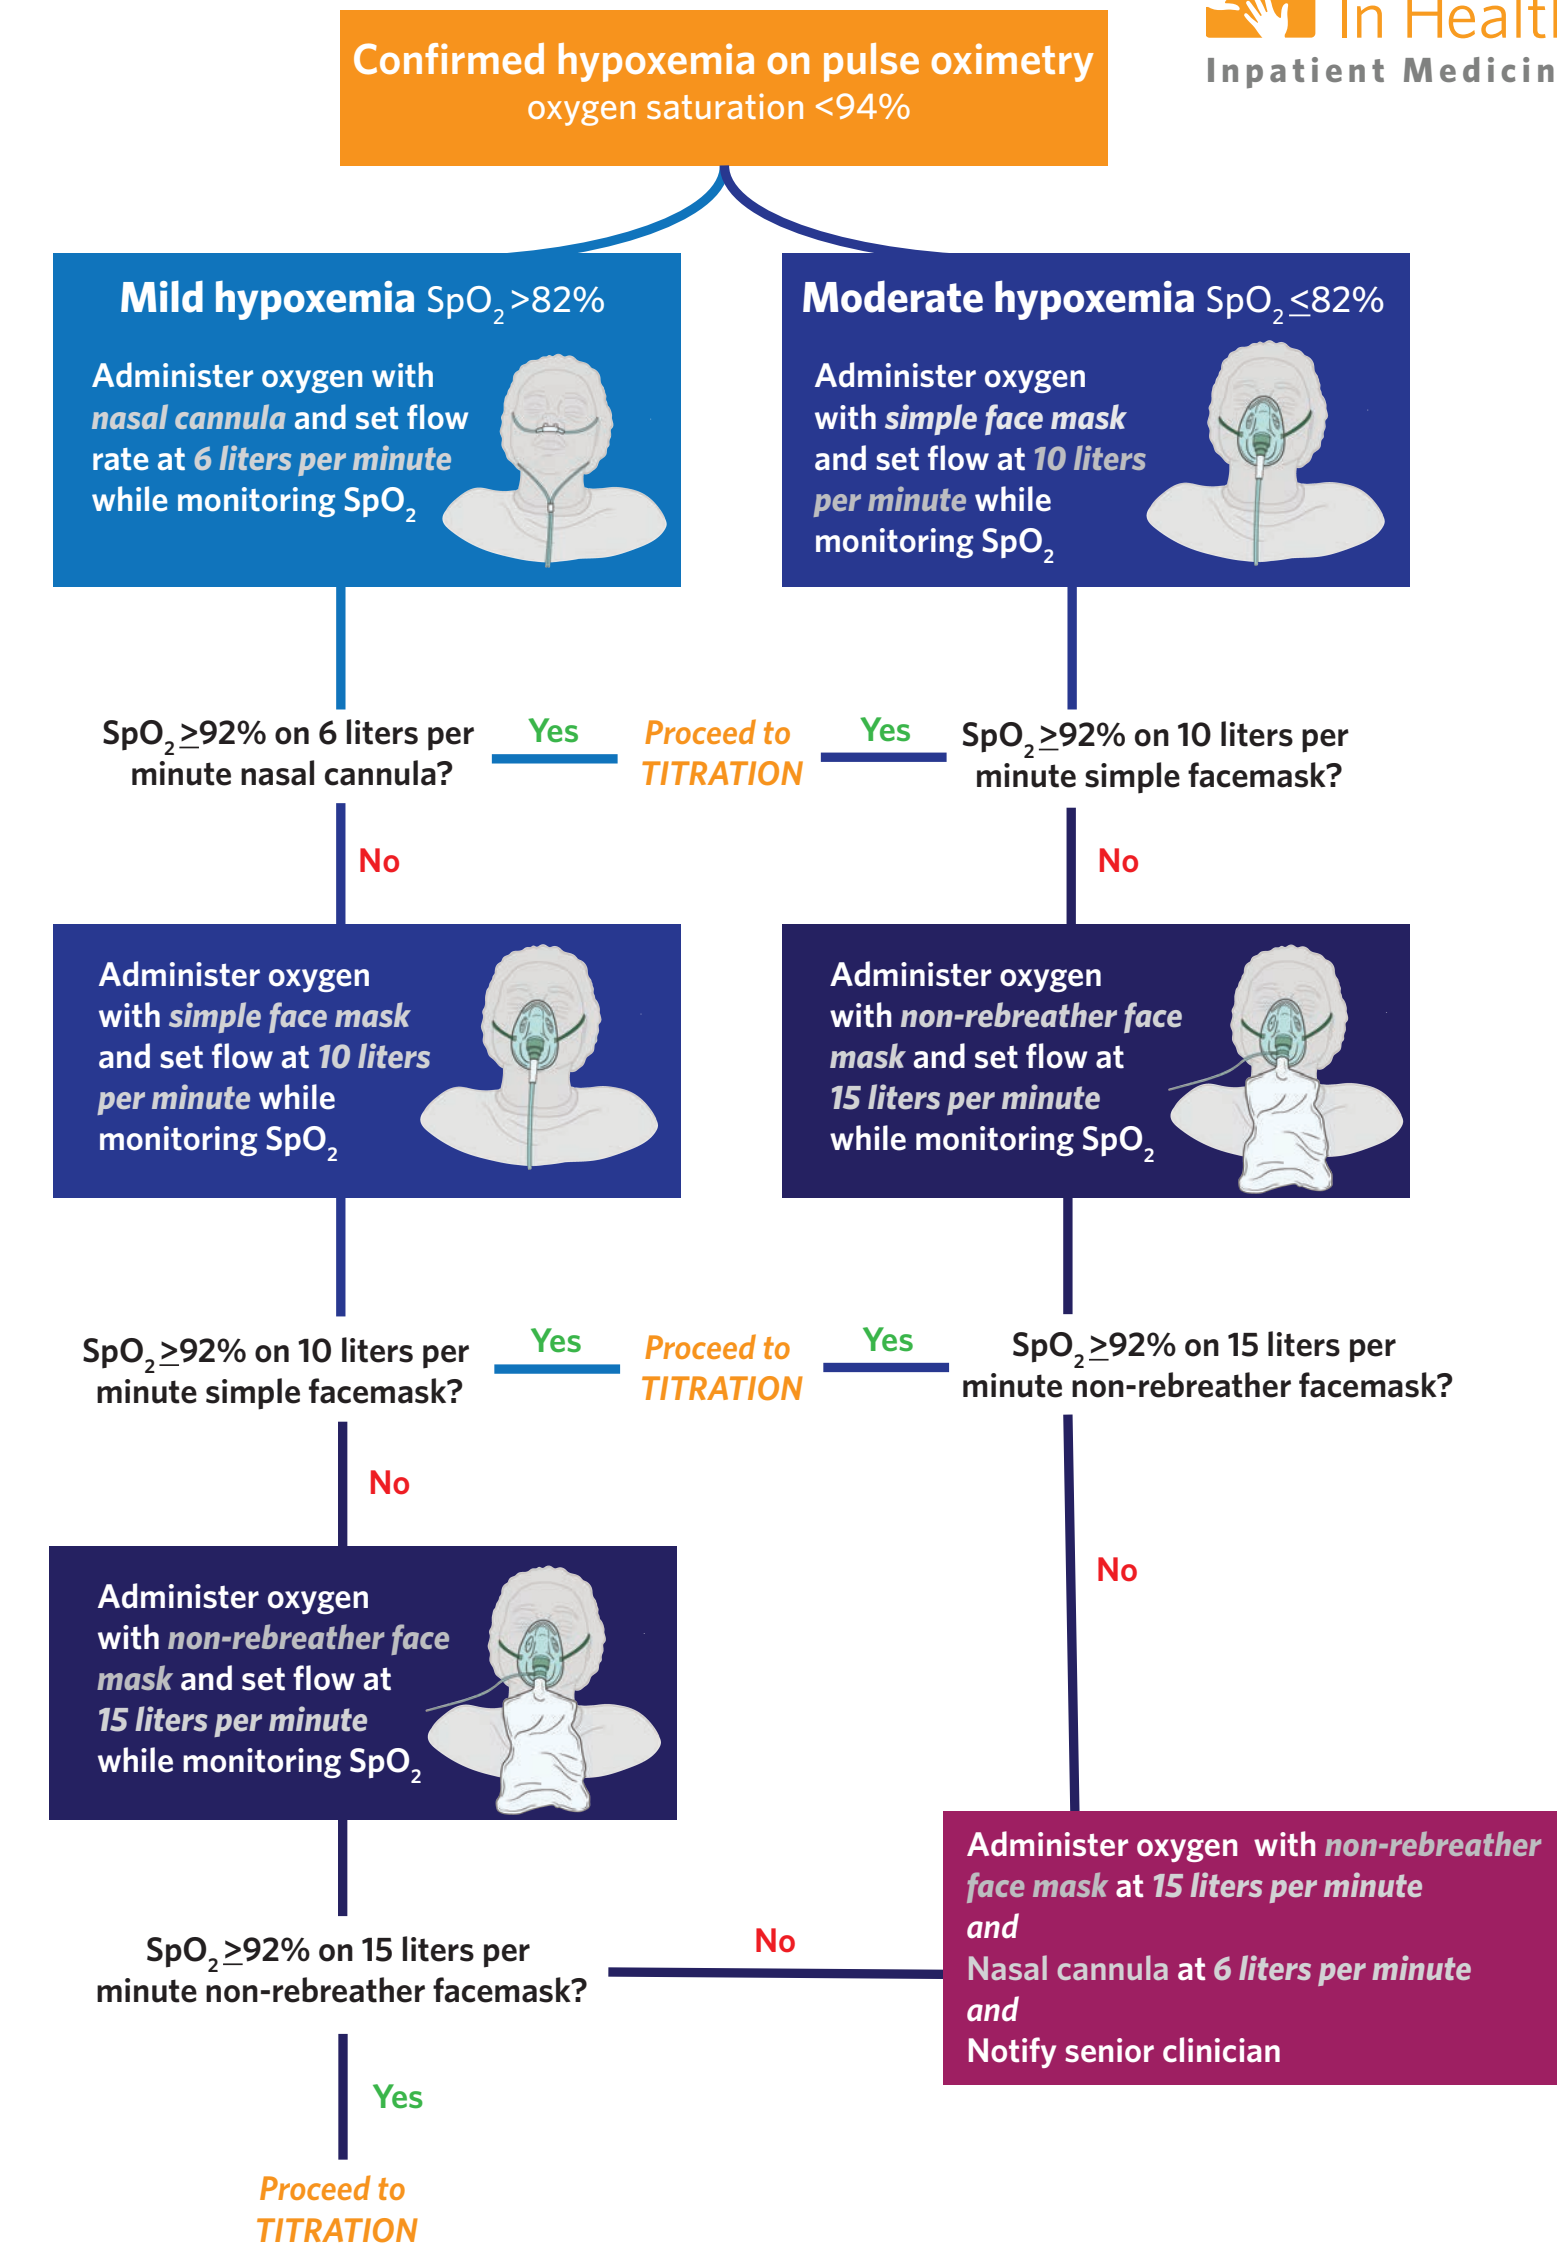 In Healt
Inpatient Medicin
Confirmed hypoxemia on pulse oximetry
oxygen saturation <94%
Mild hypoxemia SpO₂ >82%
Administer oxygen with
nasal cannula and set flow
rate at 6 liters per minute
while monitoring SpO₂
Moderate hypoxemia SpO₂ ≤82%
Administer oxygen
with simple face mask
and set flow at 10 liters
per minute while
monitoring SpO₂
SpO₂ ≥92% on 6 liters per
minute nasal cannula?
Yes
Proceed to
TITRATION
Yes
SpO₂ ≥92% on 10 liters per
minute simple facemask?
No
No
Administer oxygen
with simple face mask
and set flow at 10 liters
per minute while
monitoring SpO₂
Administer oxygen
with non-rebreather face
mask and set flow at
15 liters per minute
while monitoring SpO₂
SpO₂ ≥92% on 10 liters per
minute simple facemask?
Yes
Proceed to
TITRATION
Yes
SpO₂ ≥92% on 15 liters per
minute non-rebreather facemask?
No
No
Administer oxygen
with non-rebreather face
mask and set flow at
15 liters per minute
while monitoring SpO₂
Administer oxygen with non-rebreather
face mask at 15 liters per minute
and
Nasal cannula at 6 liters per minute
and
Notify senior clinician
SpO₂ ≥92% on 15 liters per
minute non-rebreather facemask?
No
Yes
Proceed to
TITRATION